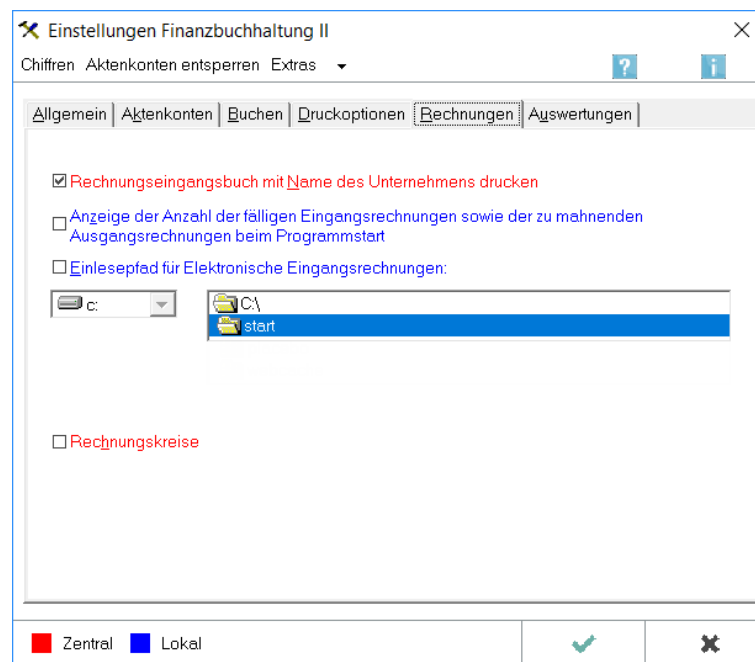 Einstellungen Finanzbuchhaltung II
Chiffren Aktenkonten entsperren Extras
? i
Allgemein Aktenkonten Buchen Druckoptionen Rechnungen Auswertungen
Rechnungseingangsbuch mit Name des Unternehmens drucken
Anzeige der Anzahl der fälligen Eingangsrechnungen sowie der zu mahnenden
Ausgangsrechnungen beim Programmstart
Einlesepfad für Elektronische Eingangsrechnungen:
c: C:\
start
Rechnungskreise
Zentral Lokal